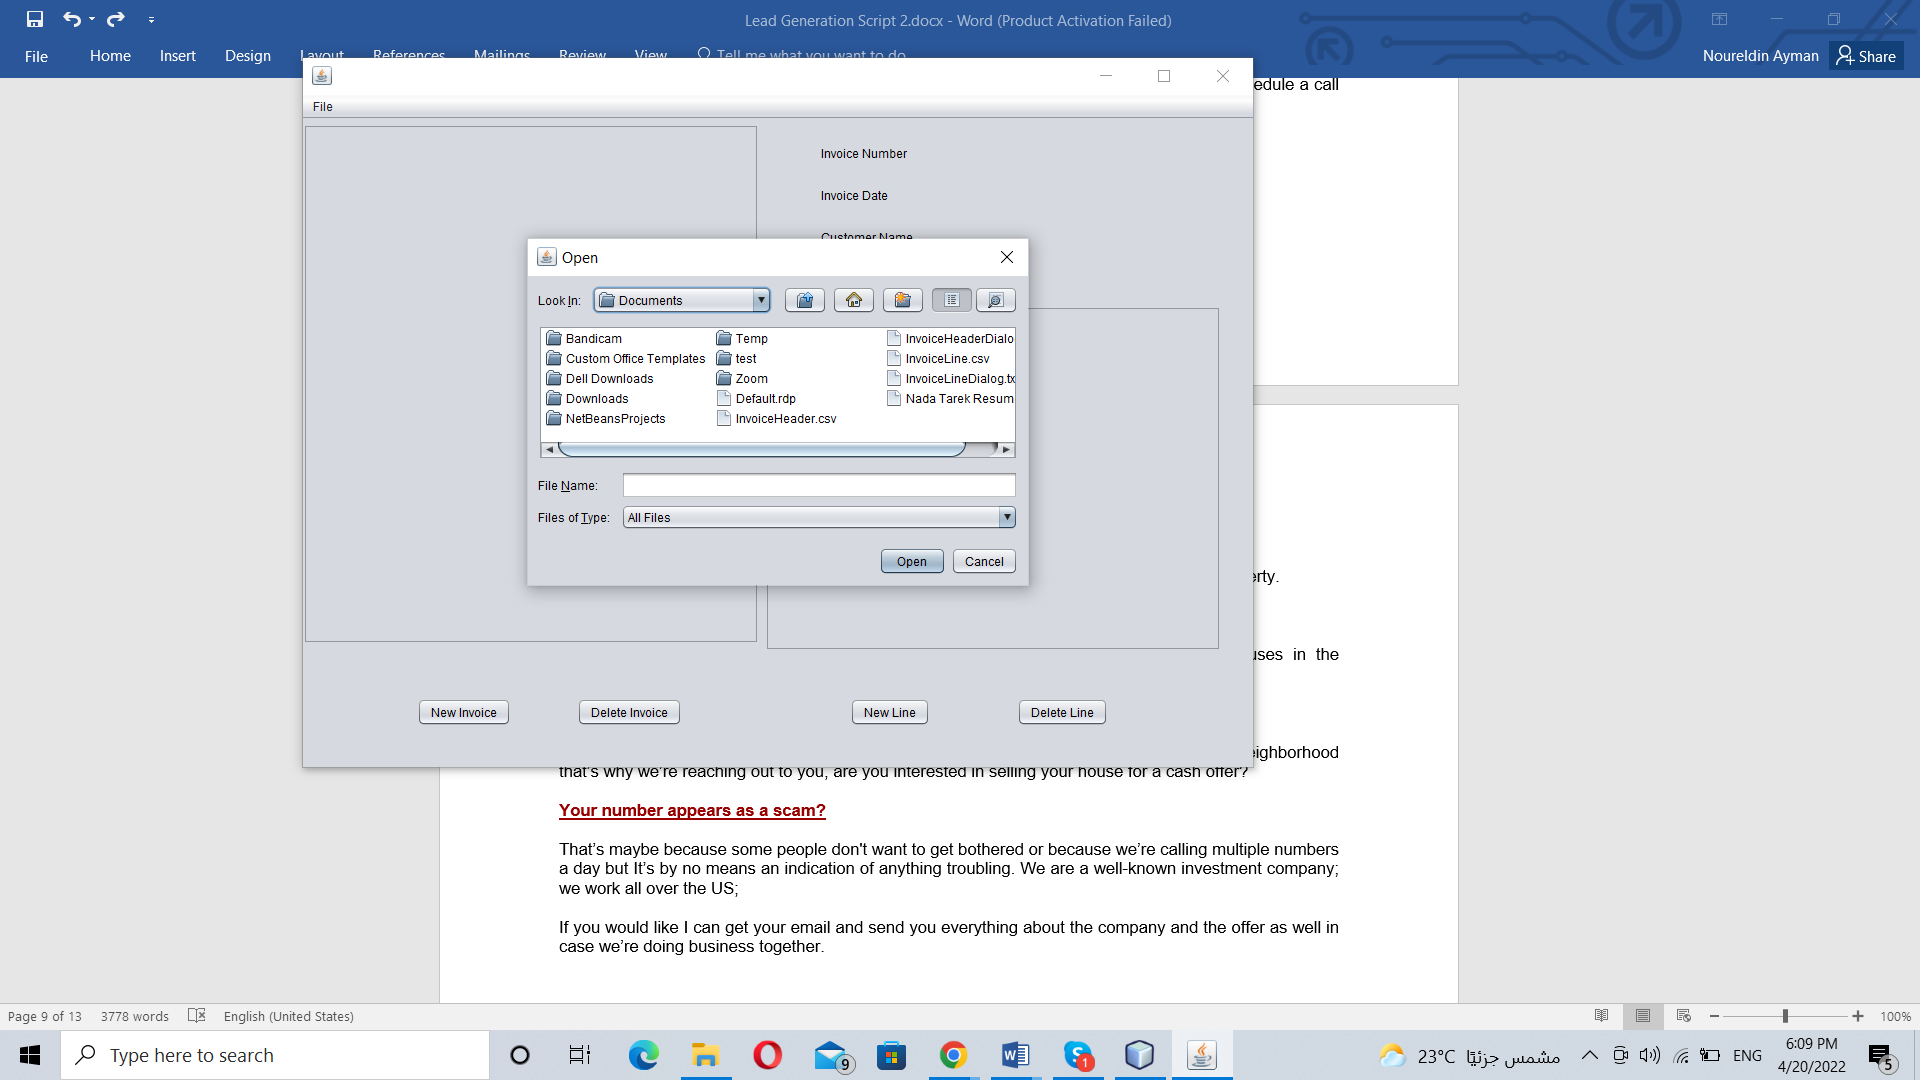 Lead Generation Script 2.docx - Word (Product Activation Failed)
File Home Insert Design Layout References Mailings Review View Tell me what you want to do
Noureldin Ayman Share
edule a call
File
Invoice Number
Invoice Date
Customer Name
Open
Look In: Documents
Bandicam
Custom Office Templates
Dell Downloads
Downloads
NetBeansProjects
Temp
test
Zoom
Default.rdp
InvoiceHeader.csv
InvoiceHeaderDialo
InvoiceLine.csv
InvoiceLineDialog.tx
Nada Tarek Resum
File Name:
Files of Type: All Files
Open Cancel
erty.
uses in the
New Invoice Delete Invoice New Line Delete Line
eighborhood
that's why we're reaching out to you, are you interested in selling your house for a cash offer?
Your number appears as a scam?
That's maybe because some people don't want to get bothered or because we're calling multiple numbers
a day but It's by no means an indication of anything troubling. We are a well-known investment company;
we work all over the US;
If you would like I can get your email and send you everything about the company and the offer as well in
case we're doing business together.
Page 9 of 13 3778 words English (United States) 100%
Type here to search
9
1
23°C مشمس جزئيًا
ENG
6:09 PM
4/20/2022
5